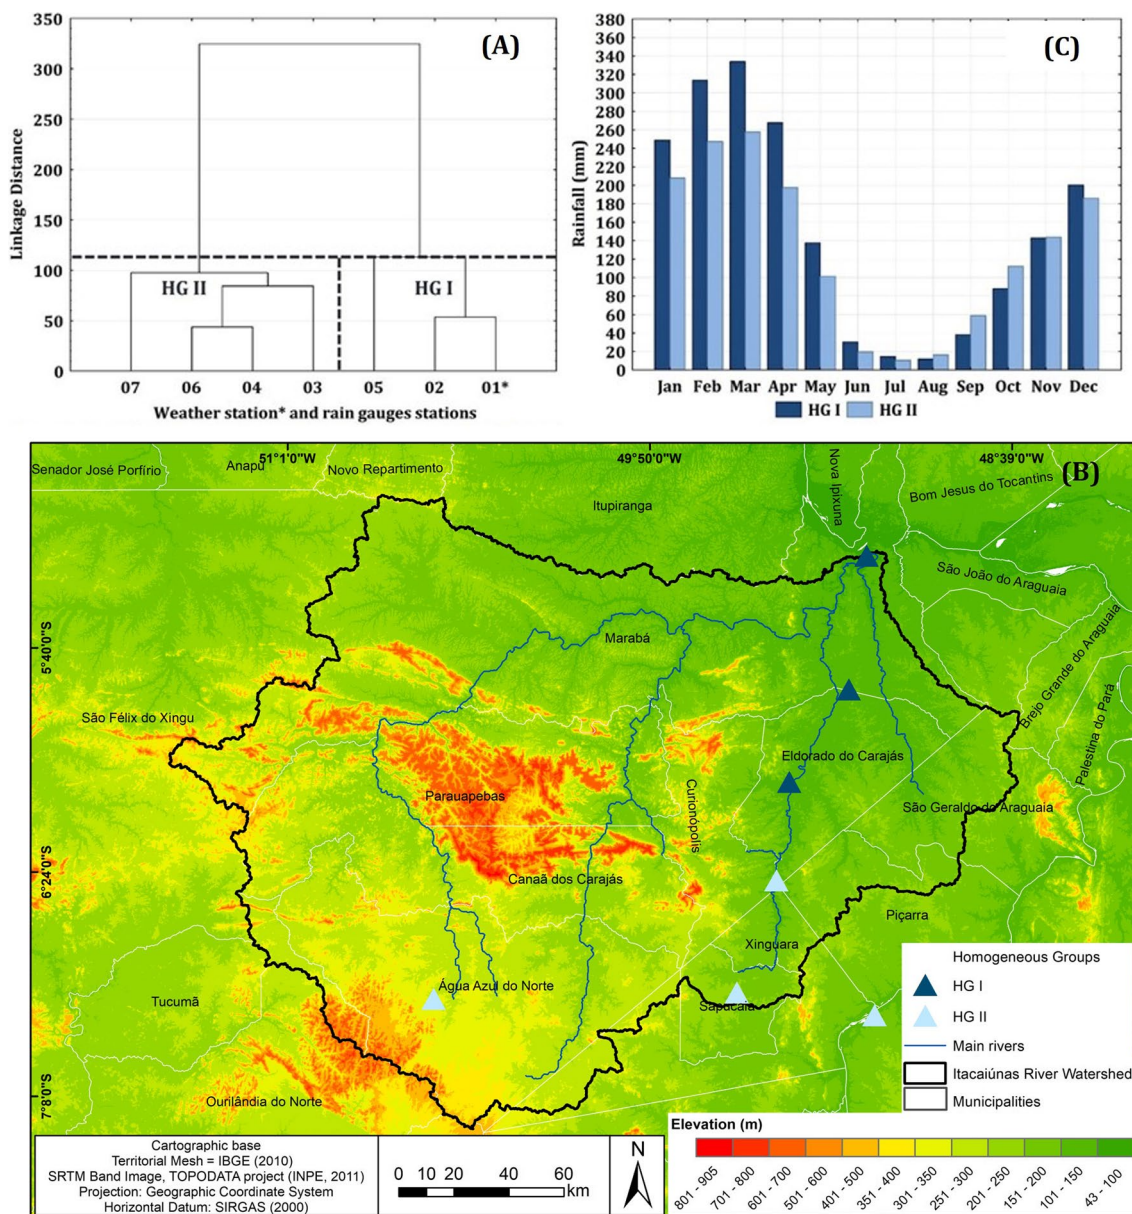 350
300
250
200
150
100
50
0
Linkage Distance
(A)
HG II
HG I
07 06 04 03 05 02 01*
Weather station* and rain gauges stations
380
360
340
320
300
280
260
240
220
200
180
160
140
120
100
80
60
40
20
0
Rainfall (mm)
(C)
Jan Feb Mar Apr May Jun Jul Aug Sep Oct Nov Dec
HG I HG II
51°1'0"W 49°50'0"W 48°39'0"W
(B)
Senador José Porfírio
Anapu
Novo Repartimento
Itupiranga
Nova Ipixuna
Bom Jesus do Tocantins
São João do Araguaia
Brejo Grande do Araguaia
Palestina do Pará
5°40'0"S
Marabá
São Félix do Xingu
Eldorado do Carajás
Parauapebas
Curionópolis
São Geraldo do Araguaia
6°24'0"S
Canaã dos Carajás
Piçarra
Xinguara
Água Azul do Norte
Sapucaia
Tucumã
7°8'0"S
Ourilândia do Norte
Homogeneous Groups
HG I
HG II
Main rivers
Itacaiúnas River Watershed
Municipalities
Cartographic base
Territorial Mesh = IBGE (2010)
SRTM Band Image, TOPODATA project (INPE, 2011)
Projection: Geographic Coordinate System
Horizontal Datum: SIRGAS (2000)
0 10 20 40 60
km
N
Elevation (m)
801 - 905
701 - 800
601 - 700
501 - 600
401 - 500
351 - 400
301 - 350
251 - 300
201 - 250
151 - 200
101 - 150
43 - 100